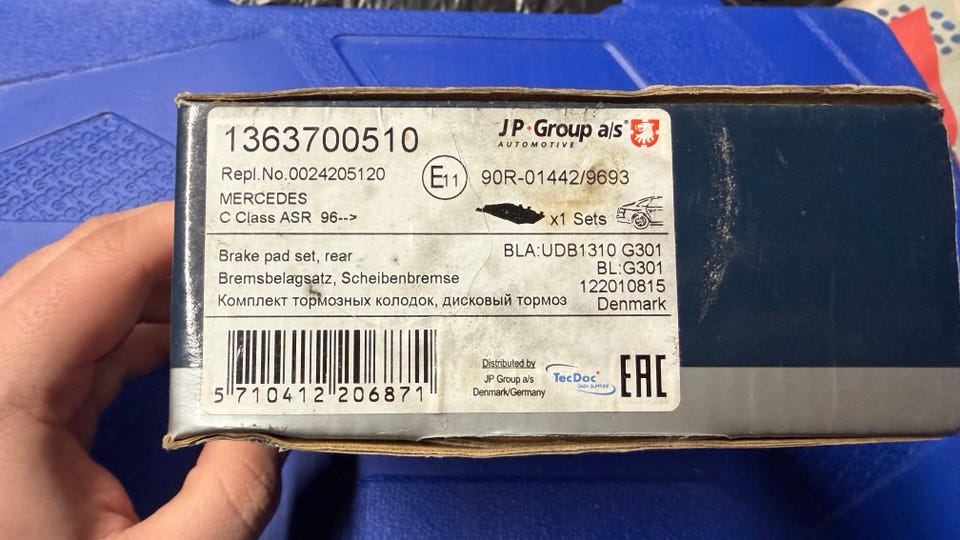 1363700510
JP Group a/s
AUTOMOTIVE
Repl.No.0024205120
E11
90R-01442/9693
MERCEDES
C Class ASR 96-->
x1 Sets
Brake pad set, rear
BLA:UDB1310 G301
Bremsbelagsatz, Scheibenbremse
BL:G301
122010815
Комплект тормозных колодок, дисковый тормоз
Denmark
Distributed by
JP Group a/s
Denmark/Germany
TecDoc
DATA SUPPLIER
EAC
5 710412 206871